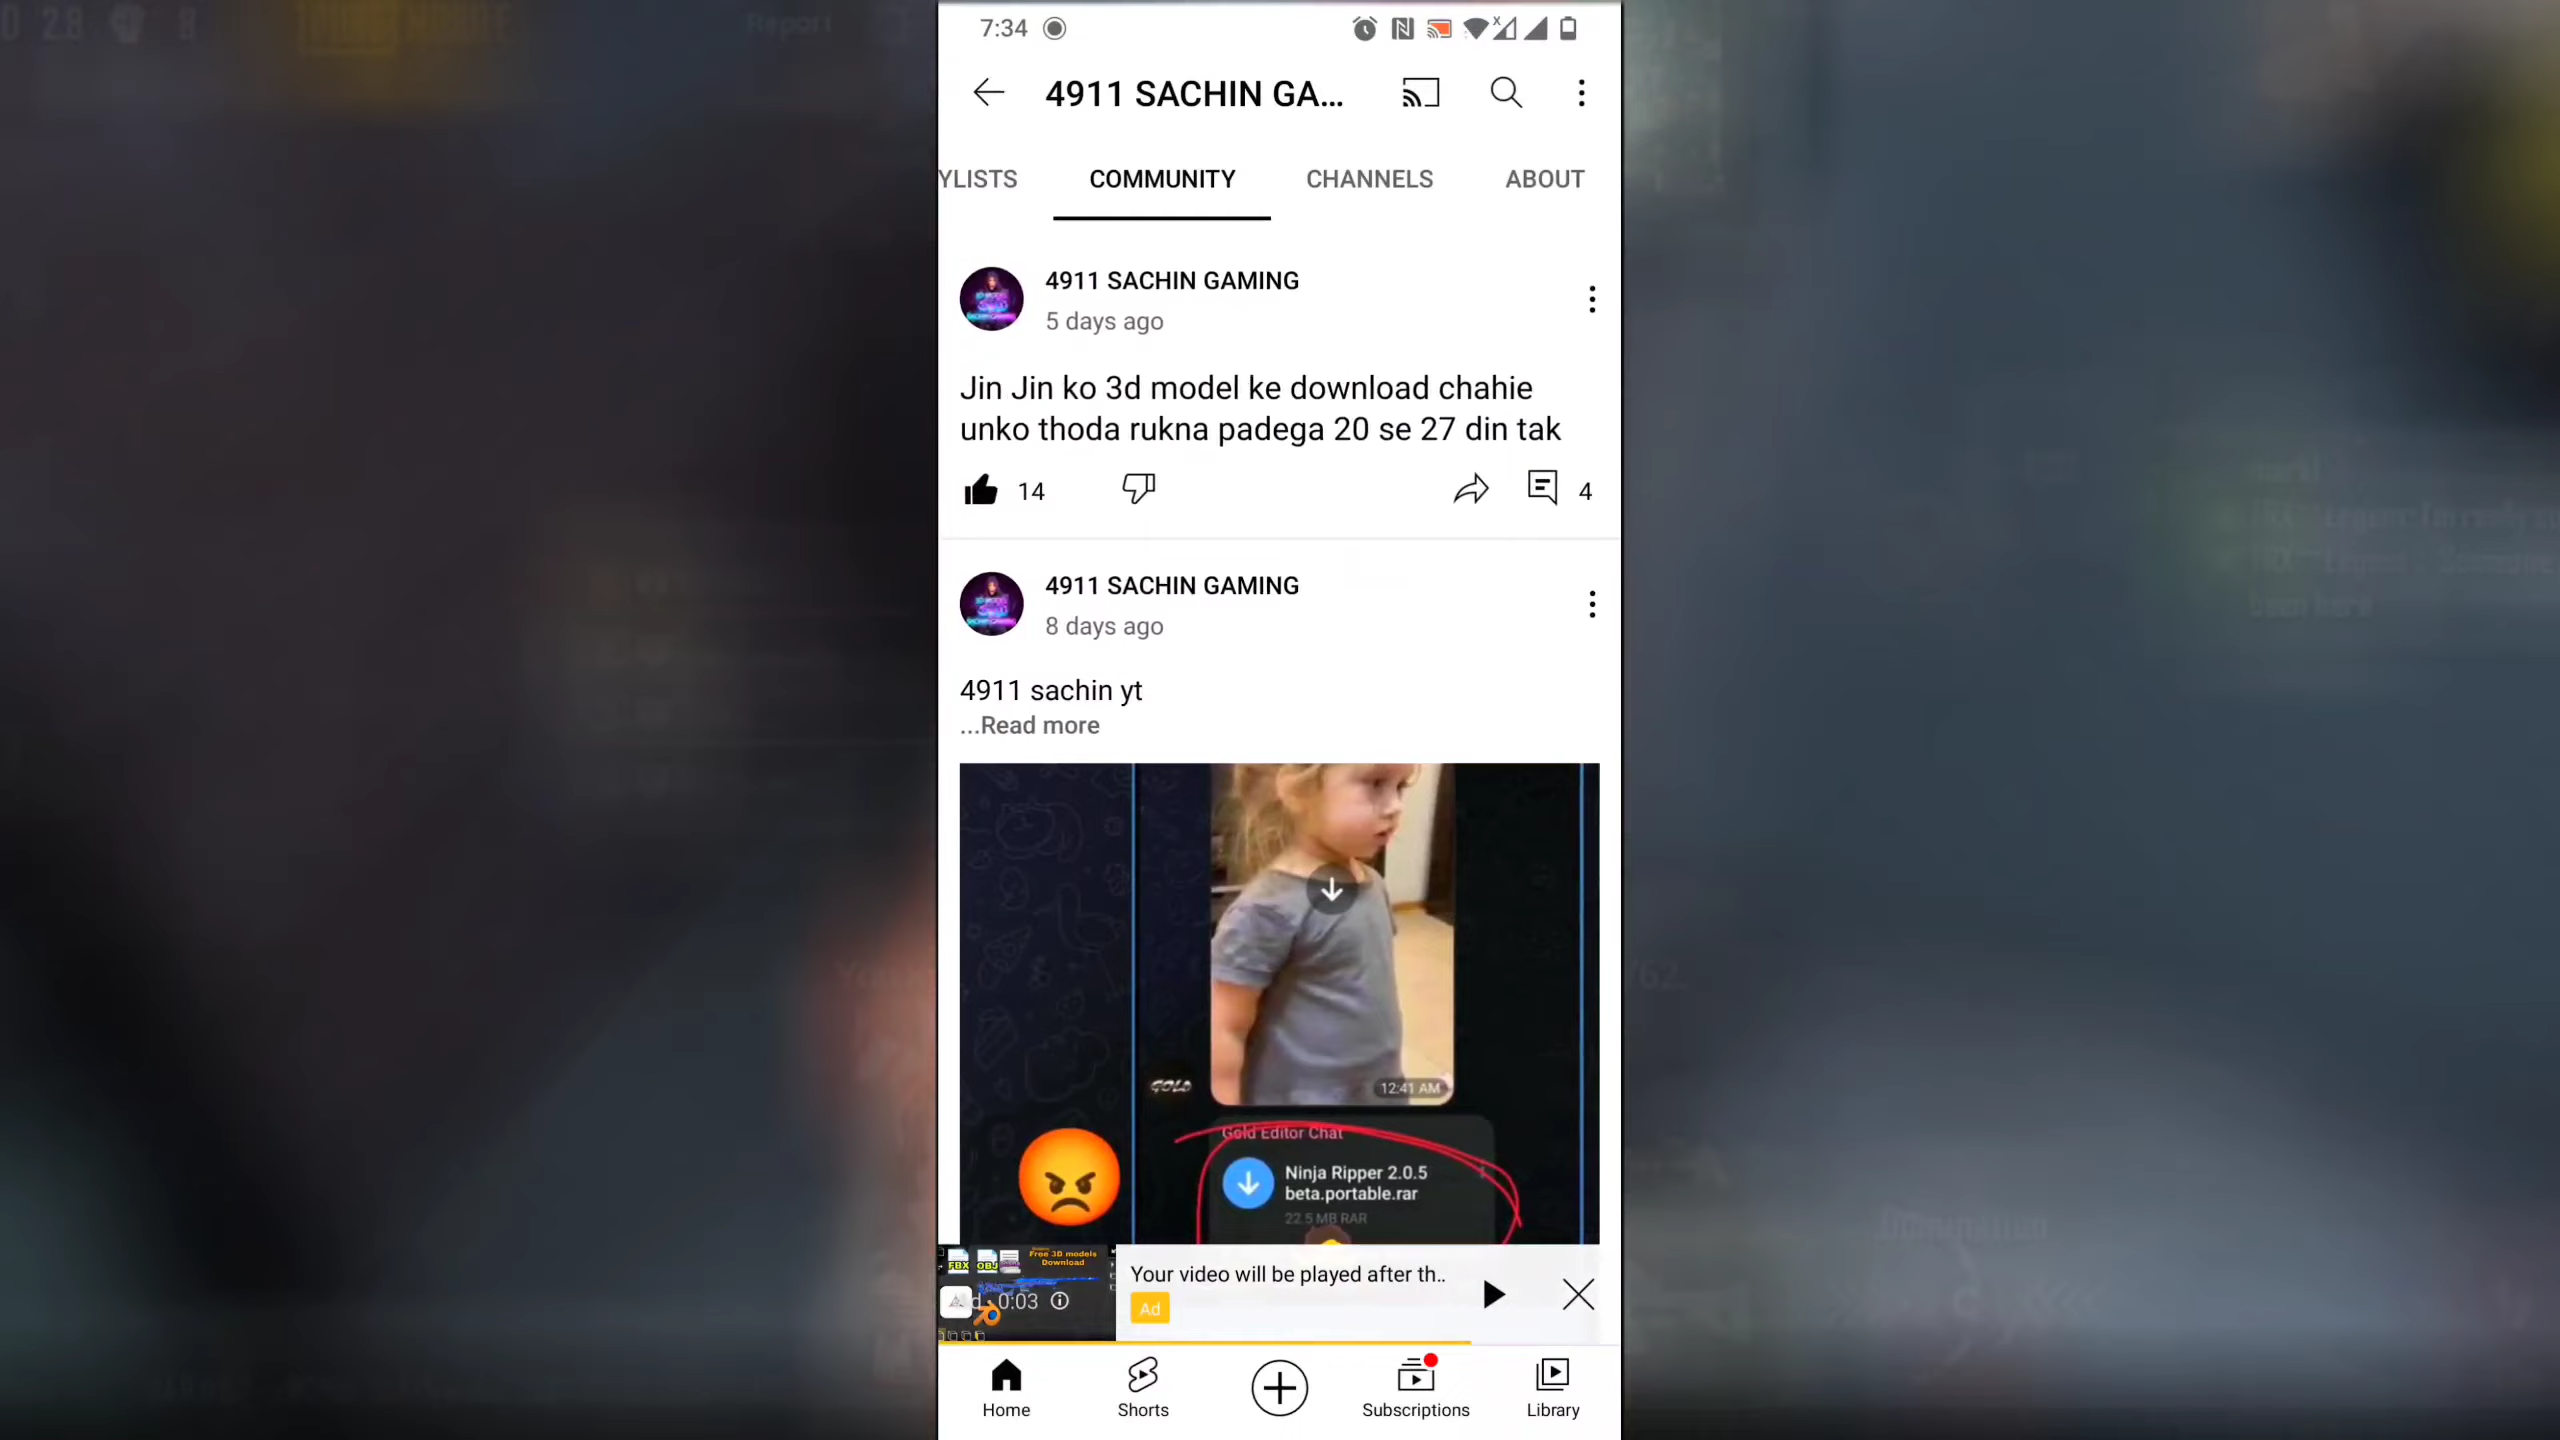 28
8
Report
7:34
4911 SACHIN GA...
YLISTS
COMMUNITY
CHANNELS
ABOUT
4911 SACHIN GAMING
5 days ago
Jin Jin ko 3d model ke download chahie
unko thoda rukna padega 20 se 27 din tak
14
4
4911 SACHIN GAMING
8 days ago
4911 sachin yt
...Read more
GOLD
12:41 AM
Gold Editor Chat
Ninja Ripper 2.0.5
beta.portable.rar
22.5 MB RAR
Free 3D models
Download
FBX
OBJ
0:03
Your video will be played after th..
Ad
Home
Shorts
Subscriptions
Library